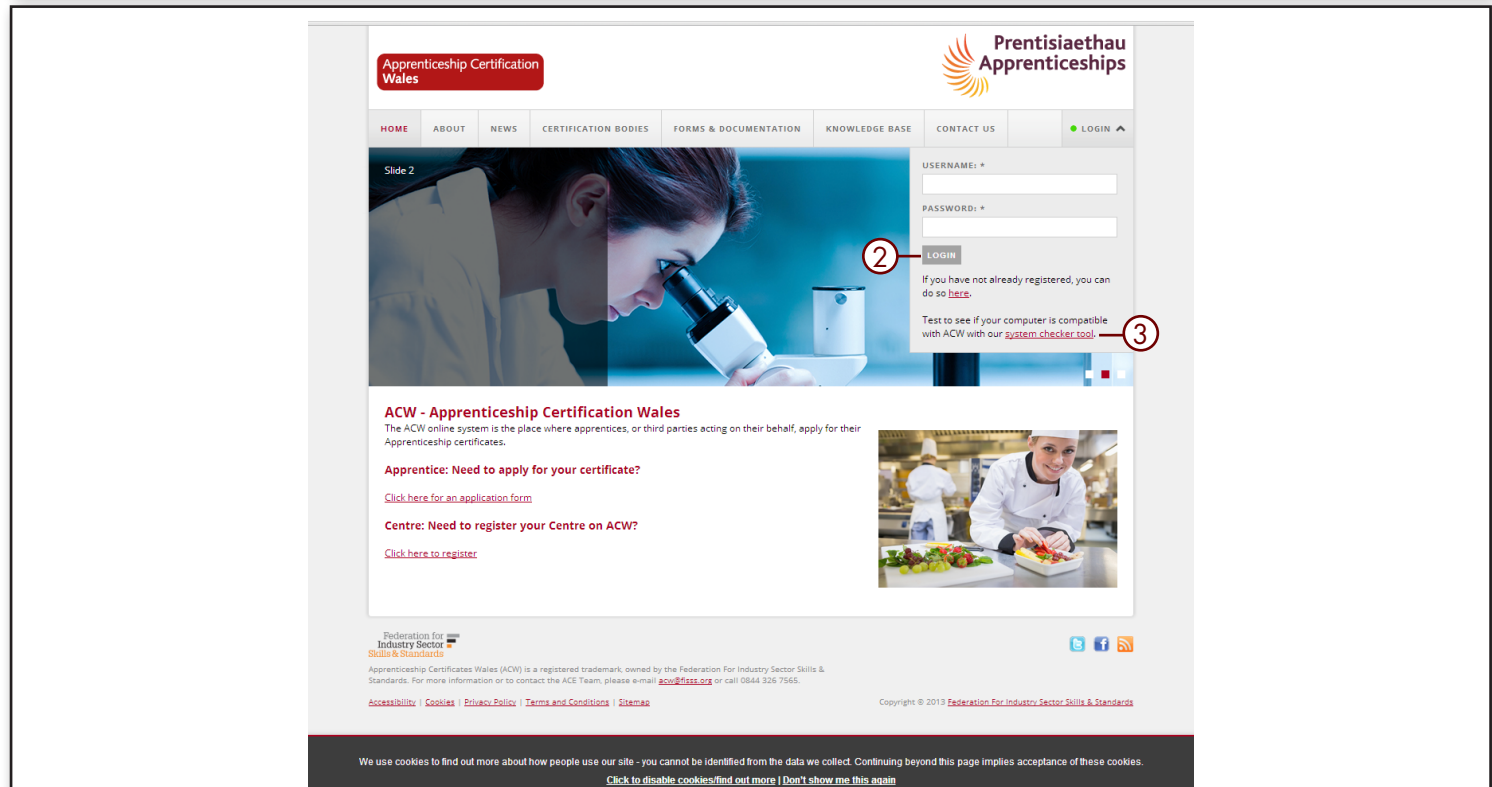 Apprenticeship Certification
Wales
Prentisiaethau
Apprenticeships
HOME
ABOUT
NEWS
CERTIFICATION BODIES
FORMS & DOCUMENTATION
KNOWLEDGE BASE
CONTACT US
LOGIN
Slide 2
USERNAME: *
PASSWORD: *
2
LOGIN
If you have not already registered, you can
do so here.
Test to see if your computer is compatible
with ACW with our system checker tool.
3
ACW - Apprenticeship Certification Wales
The ACW online system is the place where apprentices, or third parties acting on their behalf, apply for their
Apprenticeship certificates.
Apprentice: Need to apply for your certificate?
Click here for an application form
Centre: Need to register your Centre on ACW?
Click here to register
Federation for
Industry Sector
Skills & Standards
Apprenticeship Certificates Wales (ACW) is a registered trademark, owned by the Federation For Industry Sector Skills &
Standards. For more information or to contact the ACE Team, please e-mail acw@fisss.org or call 0844 326 7565.
Accessibility | Cookies | Privacy Policy | Terms and Conditions | Sitemap
Copyright © 2013 Federation For Industry Sector Skills & Standards
We use cookies to find out more about how people use our site - you cannot be identified from the data we collect. Continuing beyond this page implies acceptance of these cookies.
Click to disable cookies/find out more | Don't show me this again